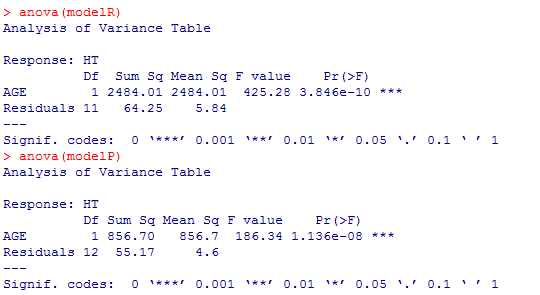 > anova(modelR)
Analysis of Variance Table

Response: HT
          Df  Sum Sq Mean Sq F value    Pr(>F)
AGE        1 2484.01 2484.01  425.28 3.846e-10 ***
Residuals 11   64.25    5.84
---
Signif. codes:  0 ‘***’ 0.001 ‘**’ 0.01 ‘*’ 0.05 ‘.’ 0.1 ‘ ’ 1
> anova(modelP)
Analysis of Variance Table

Response: HT
          Df Sum Sq Mean Sq F value    Pr(>F)
AGE        1 856.70   856.7  186.34 1.136e-08 ***
Residuals 12  55.17     4.6
---
Signif. codes:  0 ‘***’ 0.001 ‘**’ 0.01 ‘*’ 0.05 ‘.’ 0.1 ‘ ’ 1